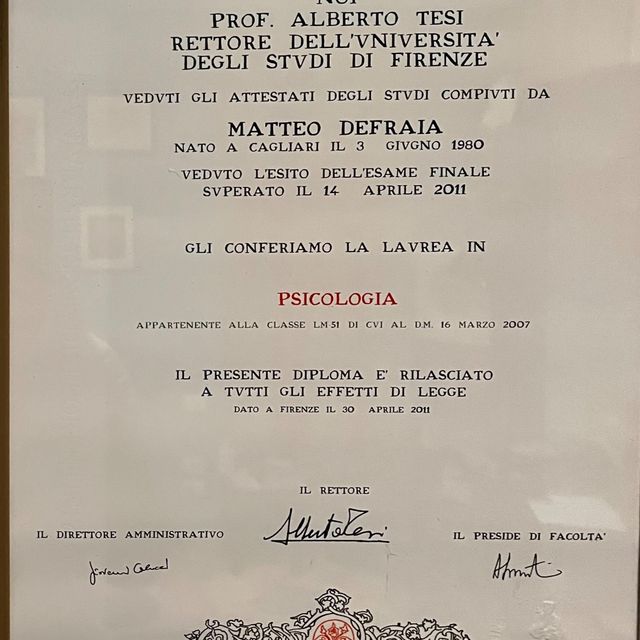 NOI
PROF. ALBERTO TESI
RETTORE DELL'VNIVERSITA'
DEGLI STVDI DI FIRENZE
VEDVTI GLI ATTESTATI DEGLI STVDI COMPIVTI DA
MATTEO DEFRAIA
NATO A CAGLIARI IL 3 GIVGNO 1980
VEDVTO L'ESITO DELL'ESAME FINALE
SVPERATO IL 14 APRILE 2011
GLI CONFERIAMO LA LAVREA IN
PSICOLOGIA
APPARTENENTE ALLA CLASSE LM-51 DI CVI AL D.M. 16 MARZO 2007
IL PRESENTE DIPLOMA E' RILASCIATO
A TVTTI GLI EFFETTI DI LEGGE
DATO A FIRENZE IL 30 APRILE 2011
IL RETTORE
IL DIRETTORE AMMINISTRATIVO
Alberto Tesi
IL PRESIDE DI FACOLTA'